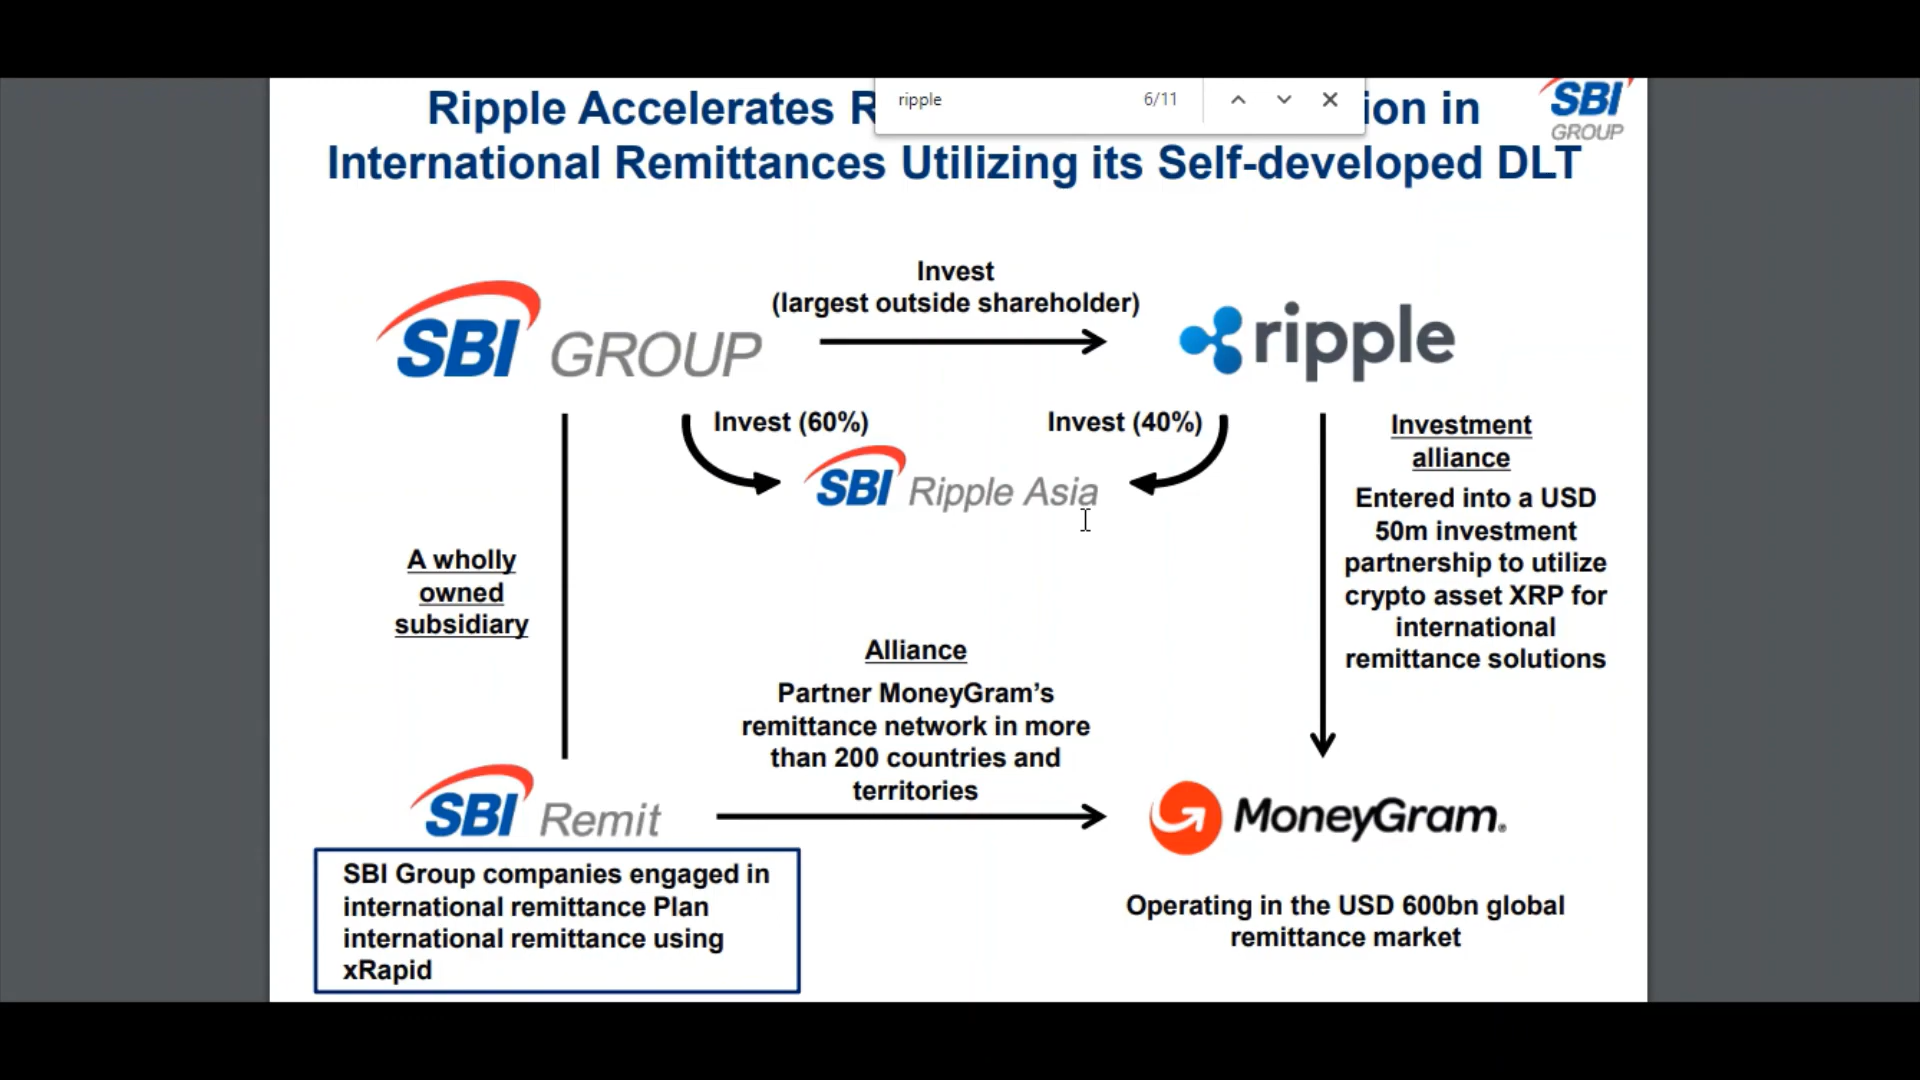 Ripple Accelerates R
ripple 6/11
ion in
SBI
GROUP
International Remittances Utilizing its Self-developed DLT
Invest
(largest outside shareholder)
SBI GROUP
ripple
Invest (60%)
Invest (40%)
SBI Ripple Asia
Investment
alliance
Entered into a USD
50m investment
partnership to utilize
crypto asset XRP for
international
remittance solutions
A wholly
owned
subsidiary
Alliance
Partner MoneyGram’s
remittance network in more
than 200 countries and
territories
SBI Remit
MoneyGram®
SBI Group companies engaged in
international remittance Plan
international remittance using
xRapid
Operating in the USD 600bn global
remittance market